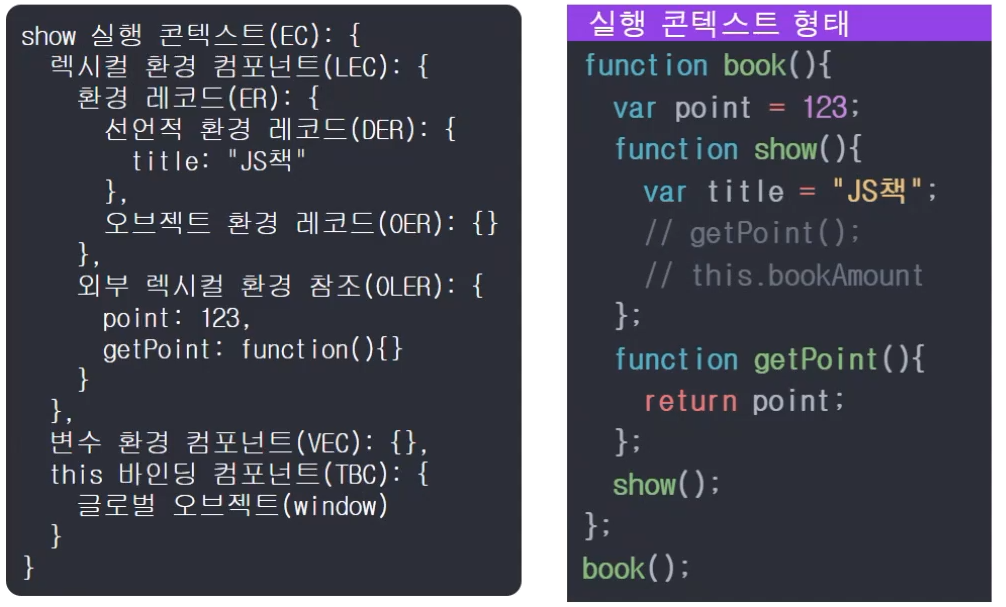 show 실행 콘텍스트(EC): {
렉시컬 환경 컴포넌트(LEC): {
환경 레코드(ER): {
선언적 환경 레코드(DER): {
title: "JS책"
},
오브젝트 환경 레코드(OER): {}
},
외부 렉시컬 환경 참조(OLER): {
point: 123,
getPoint: function(){}
}
},
변수 환경 컴포넌트(VEC): {},
this 바인딩 컴포넌트(TBC): {
글로벌 오브젝트(window)
}
}
실행 콘텍스트 형태
function book(){
var point = 123;
function show(){
var title = "JS책";
// getPoint();
// this.bookAmount
};
function getPoint(){
return point;
};
show();
};
book();